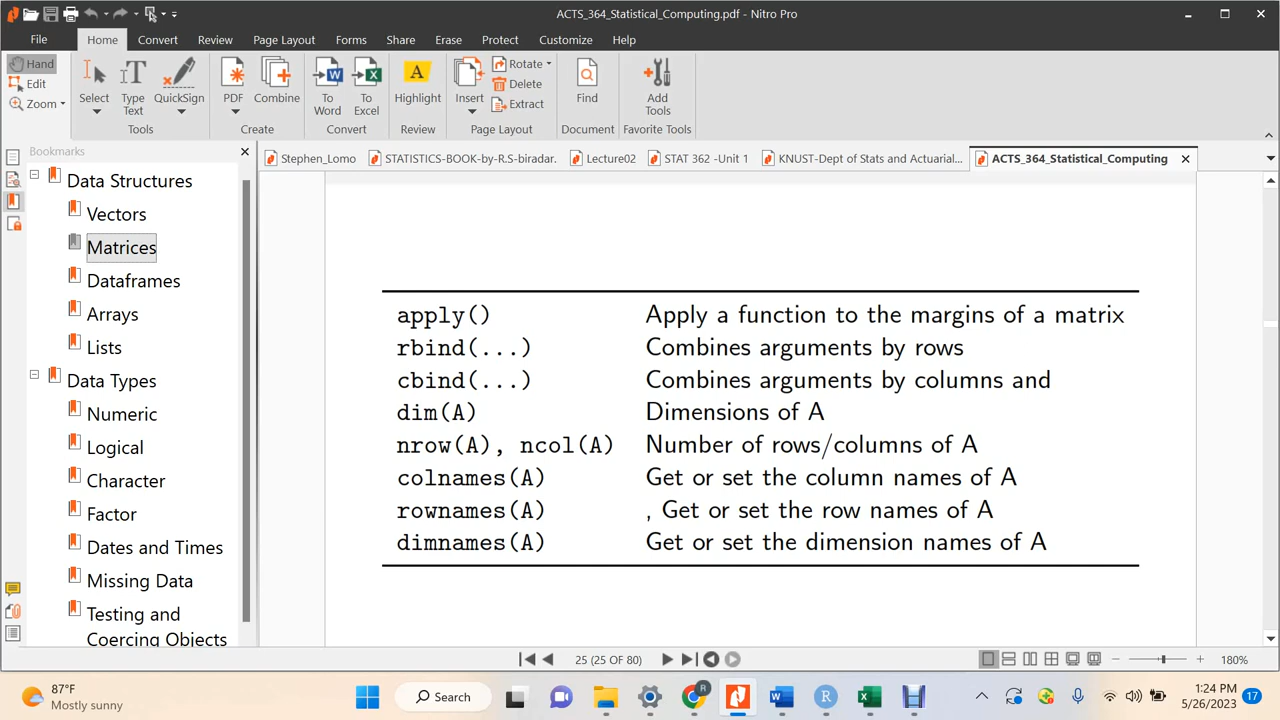 ACTS_364_Statistical_Computing.pdf - Nitro Pro
File Home Convert Review Page Layout Forms Share Erase Protect Customize Help
Hand
Edit
Zoom
Select
Type Text
QuickSign
Tools
PDF
Combine
Create
To Word
To Excel
Convert
Highlight
Review
Insert
Rotate
Delete
Extract
Page Layout
Find
Document
Add Tools
Favorite Tools
Bookmarks
Stephen_Lomo STATISTICS-BOOK-by-R.S-biradar. Lecture02 STAT 362 -Unit 1 KNUST-Dept of Stats and Actuarial... ACTS_364_Statistical_Computing
Data Structures
Vectors
Matrices
Dataframes
Arrays
Lists
Data Types
Numeric
Logical
Character
Factor
Dates and Times
Missing Data
Testing and
Coercing Objects
apply() Apply a function to the margins of a matrix
rbind(...) Combines arguments by rows
cbind(...) Combines arguments by columns and
dim(A) Dimensions of A
nrow(A), ncol(A) Number of rows/columns of A
colnames(A) Get or set the column names of A
rownames(A) , Get or set the row names of A
dimnames(A) Get or set the dimension names of A
25 (25 OF 80)
180%
87°F
Mostly sunny
Search
1:24 PM
5/26/2023
17